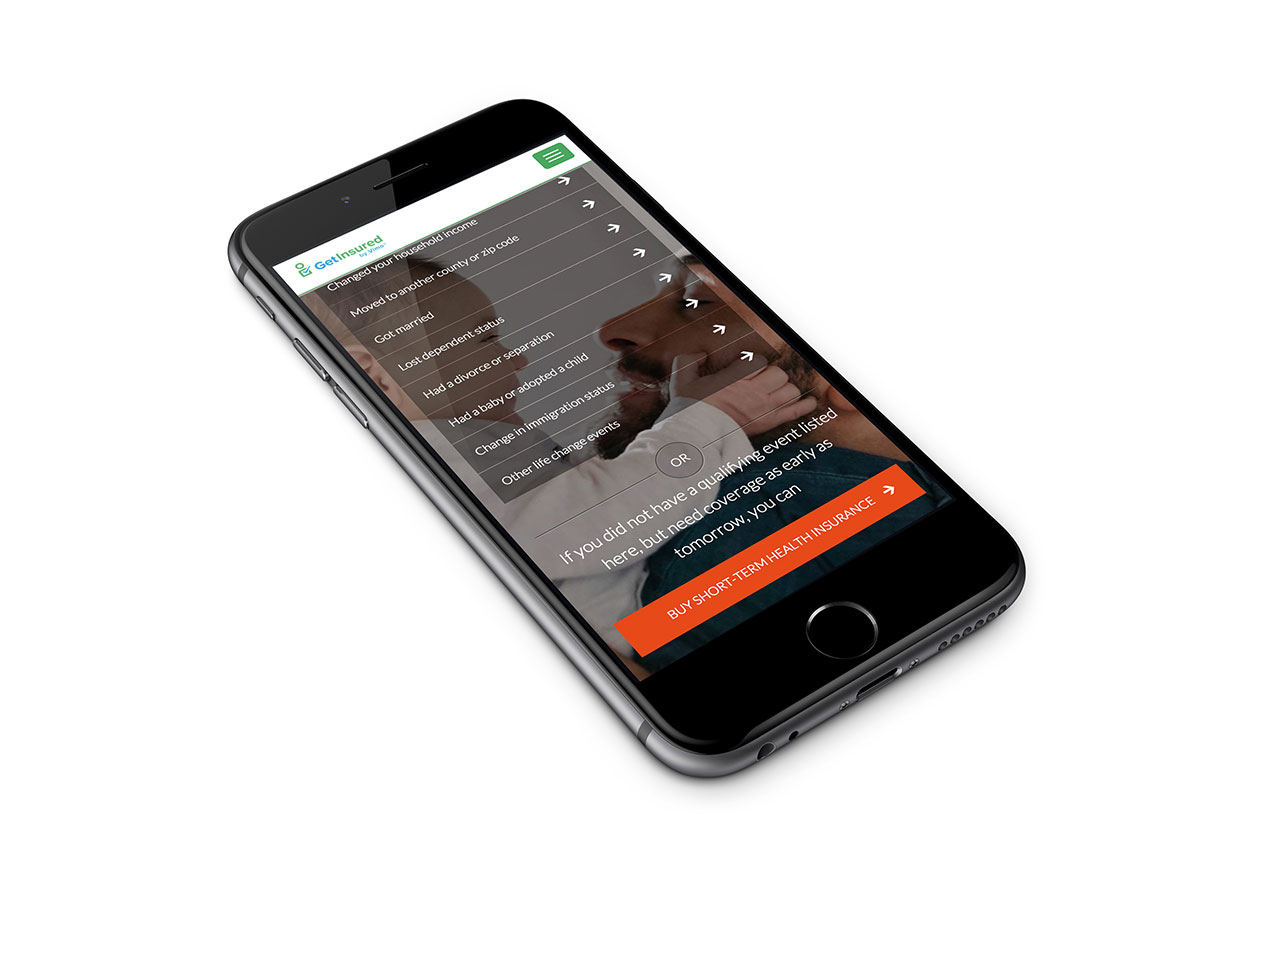 GetInsured
by Vimo
Changed your household income
Moved to another county or zip code
Got married
Lost dependent status
Had a divorce or separation
Had a baby or adopted a child
Change in immigration status
Other life change events
OR
If you did not have a qualifying event listed
here, but need coverage as early as
tomorrow, you can
BUY SHORT-TERM HEALTH INSURANCE